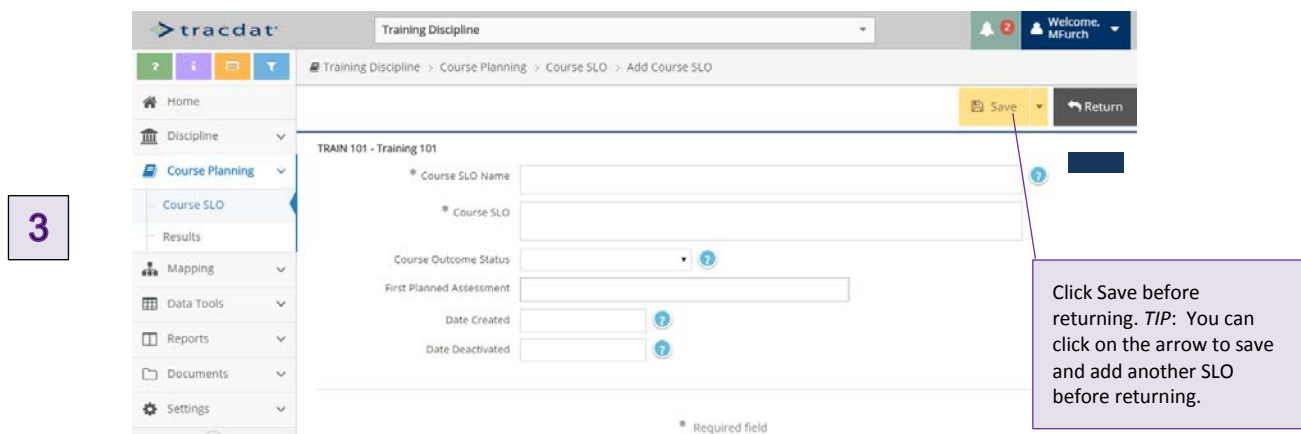 tracdat
Training Discipline
2
Welcome,
MFurch
? i
Training Discipline > Course Planning > Course SLO > Add Course SLO
Home
Save
Return
Discipline
TRAIN 101 - Training 101
Course Planning
* Course SLO Name
?
Course SLO
* Course SLO
3
Results
Course Outcome Status
?
Mapping
First Planned Assessment
Data Tools
Date Created
?
Reports
Date Deactivated
?
Documents
Settings
* Required field
Click Save before
returning. TIP: You can
click on the arrow to save
and add another SLO
before returning.